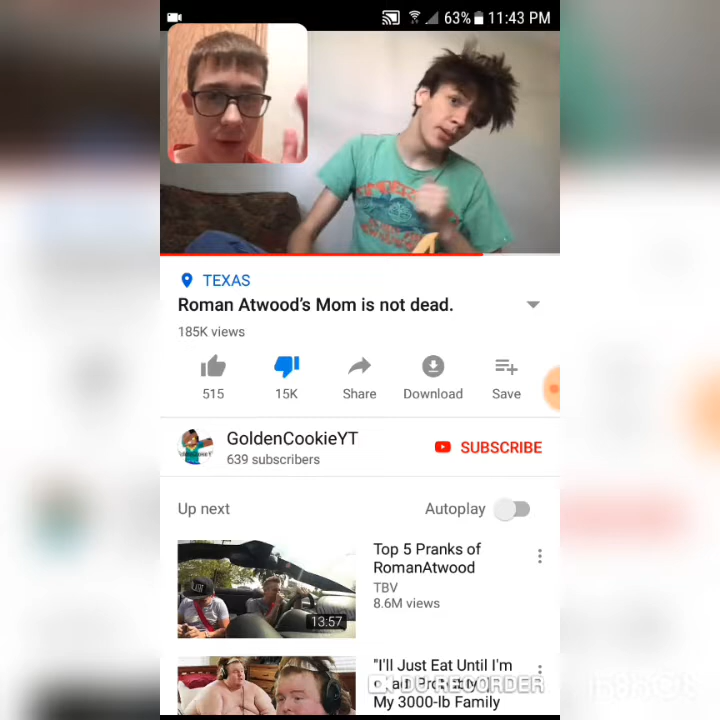 63% 11:43 PM
TEXAS
Roman Atwood's Mom is not dead.
185K views
515
15K
Share
Download
Save
GoldenCookieYT
639 subscribers
SUBSCRIBE
Up next
Autoplay
Top 5 Pranks of
RomanAtwood
TBV
8.6M views
13:57
"I'll Just Eat Until I'm
My 3000-lb Family
DU RECORDER